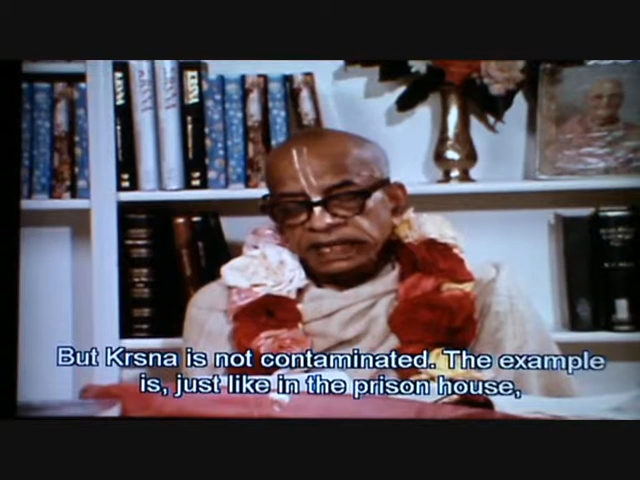 But Krsna is not contaminated. The example
is, just like in the prison house,